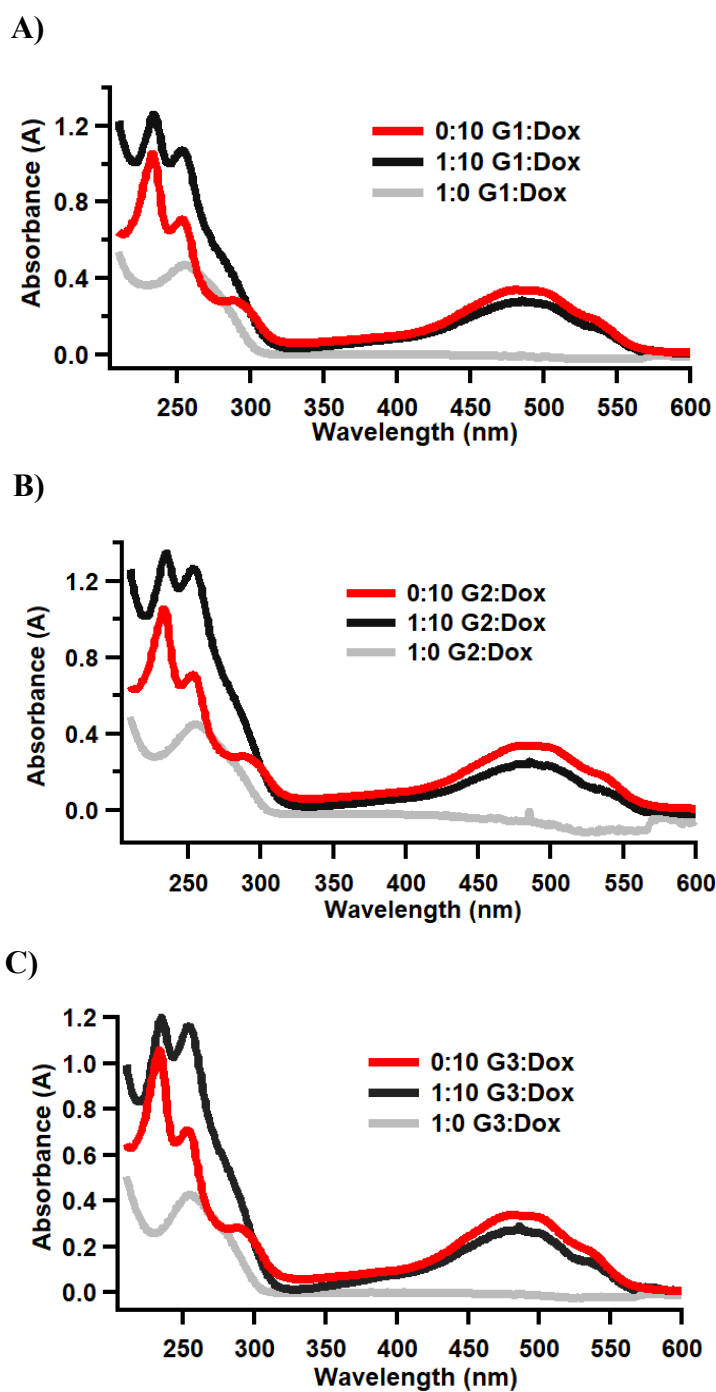 A)
Absorbance (A)
1.2
0.8
0.4
0.0
0:10 G1:Dox
1:10 G1:Dox
1:0 G1:Dox
250 300 350 400 450 500 550 600
Wavelength (nm)
B)
Absorbance (A)
1.2
0.8
0.4
0.0
0:10 G2:Dox
1:10 G2:Dox
1:0 G2:Dox
250 300 350 400 450 500 550 600
Wavelength (nm)
C)
Absorbance (A)
1.2
1.0
0.8
0.6
0.4
0.2
0.0
0:10 G3:Dox
1:10 G3:Dox
1:0 G3:Dox
250 300 350 400 450 500 550 600
Wavelength (nm)